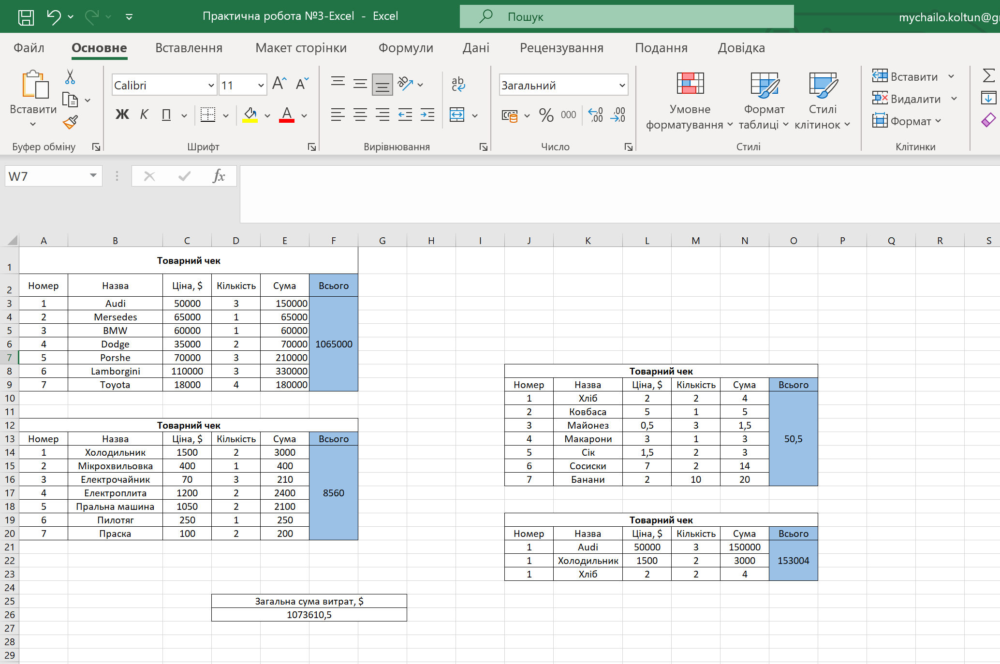 Практична робота №3-Excel - Excel
Пошук
mychailo.koltun@g
Файл Основне Вставлення Макет сторінки Формули Дані Рецензування Подання Довідка
Вставити
Calibri 11
Ж К П
A A
ab
ab c
Загальний
% 000 ,0 ,00 ,00 ,0
Умовне форматування
Формат таблиці
Стилі клітинок
Вставити
Видалити
Формат
Буфер обміну Шрифт Вирівнювання Число Стилі Клітинки
W7 fx
A B C D E F G H I J K L M N O P Q R S
1 Товарний чек
2 Номер Назва Ціна, $ Кількість Сума Всього
3 1 Audi 50000 3 150000
4 2 Mersedes 65000 1 65000
5 3 BMW 60000 1 60000
6 4 Dodge 35000 2 70000 1065000
7 5 Porshe 70000 3 210000
8 6 Lamborgini 110000 3 330000 Товарний чек
9 7 Toyota 18000 4 180000 Номер Назва Ціна, $ Кількість Сума Всього
10 1 Хліб 2 2 4
11 2 Ковбаса 5 1 5
12 Товарний чек 3 Майонез 0,5 3 1,5
13 Номер Назва Ціна, $ Кількість Сума Всього 4 Макарони 3 1 3 50,5
14 1 Холодильник 1500 2 3000 5 Сік 1,5 2 3
15 2 Мікрохвильовка 400 1 400 6 Сосиски 7 2 14
16 3 Електрочайник 70 3 210 7 Банани 2 10 20
17 4 Електроплита 1200 2 2400 8560
18 5 Пральна машина 1050 2 2100
19 6 Пилотяг 250 1 250 Товарний чек
20 7 Праска 100 2 200 Номер Назва Ціна, $ Кількість Сума Всього
21 1 Audi 50000 3 150000
22 1 Холодильник 1500 2 3000 153004
23 1 Хліб 2 2 4
24
25 Загальна сума витрат, $
26 1073610,5
27
28
29